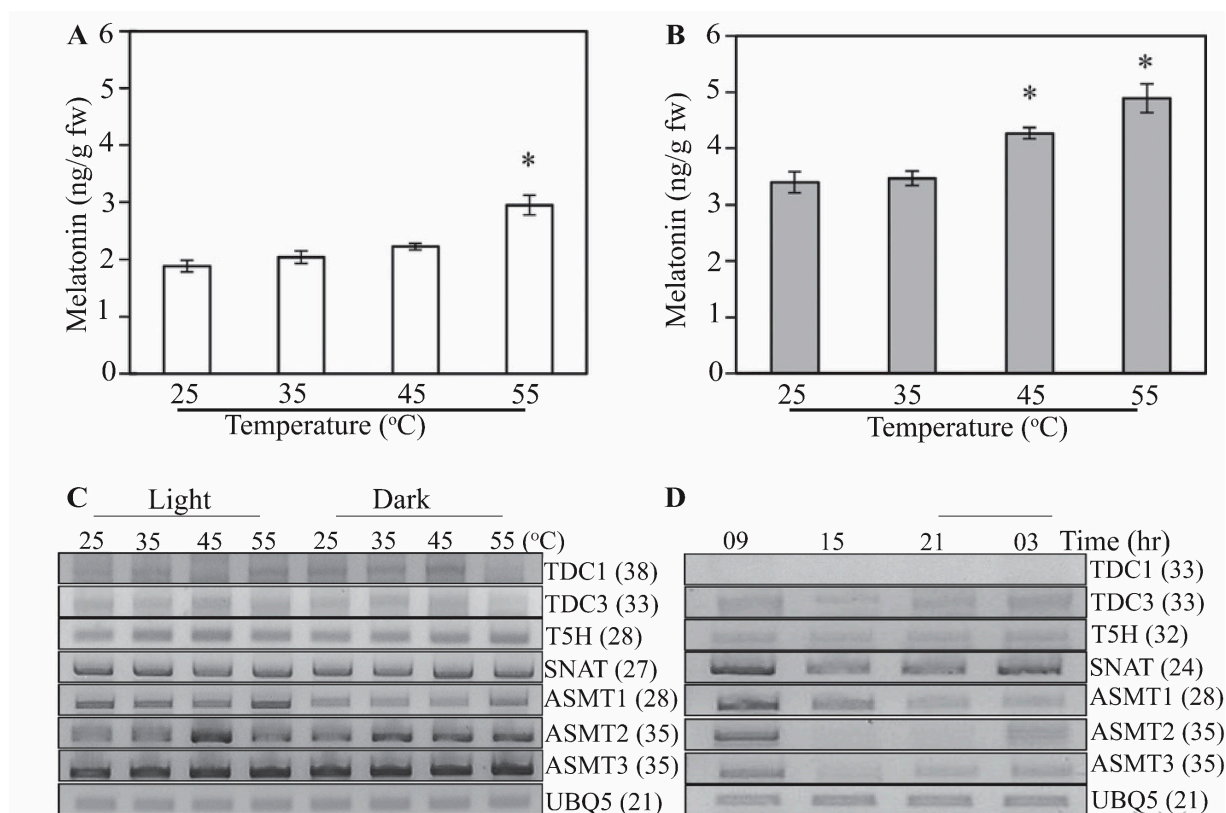 A
6
5
4
3
2
1
0
Melatonin (ng/g fw)
*
25 35 45 55
Temperature (°C)
B
6
5
4
3
2
1
0
Melatonin (ng/g fw)
* *
25 35 45 55
Temperature (°C)
C
Light Dark
25 35 45 55 25 35 45 55 (°C)
TDC1 (38)
TDC3 (33)
T5H (28)
SNAT (27)
ASMT1 (28)
ASMT2 (35)
ASMT3 (35)
UBQ5 (21)
D
09 15 21 03 Time (hr)
TDC1 (33)
TDC3 (33)
T5H (32)
SNAT (24)
ASMT1 (28)
ASMT2 (35)
ASMT3 (35)
UBQ5 (21)